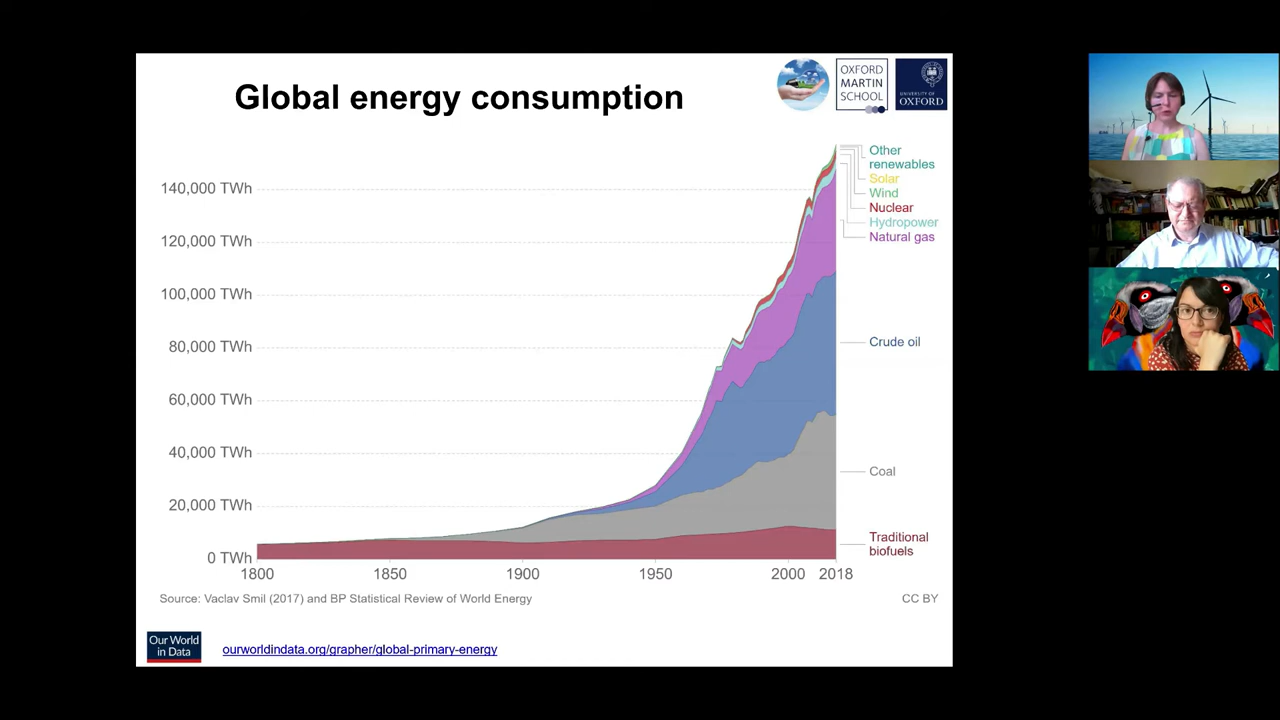 Global energy consumption
OXFORD
MARTIN
SCHOOL
UNIVERSITY OF
OXFORD
Other
renewables
Solar
Wind
Nuclear
Hydropower
Natural gas
Crude oil
Coal
Traditional
biofuels
140,000 TWh
120,000 TWh
100,000 TWh
80,000 TWh
60,000 TWh
40,000 TWh
20,000 TWh
0 TWh
1800 1850 1900 1950 2000 2018
Source: Vaclav Smil (2017) and BP Statistical Review of World Energy
CC BY
Our World
in Data
ourworldindata.org/grapher/global-primary-energy